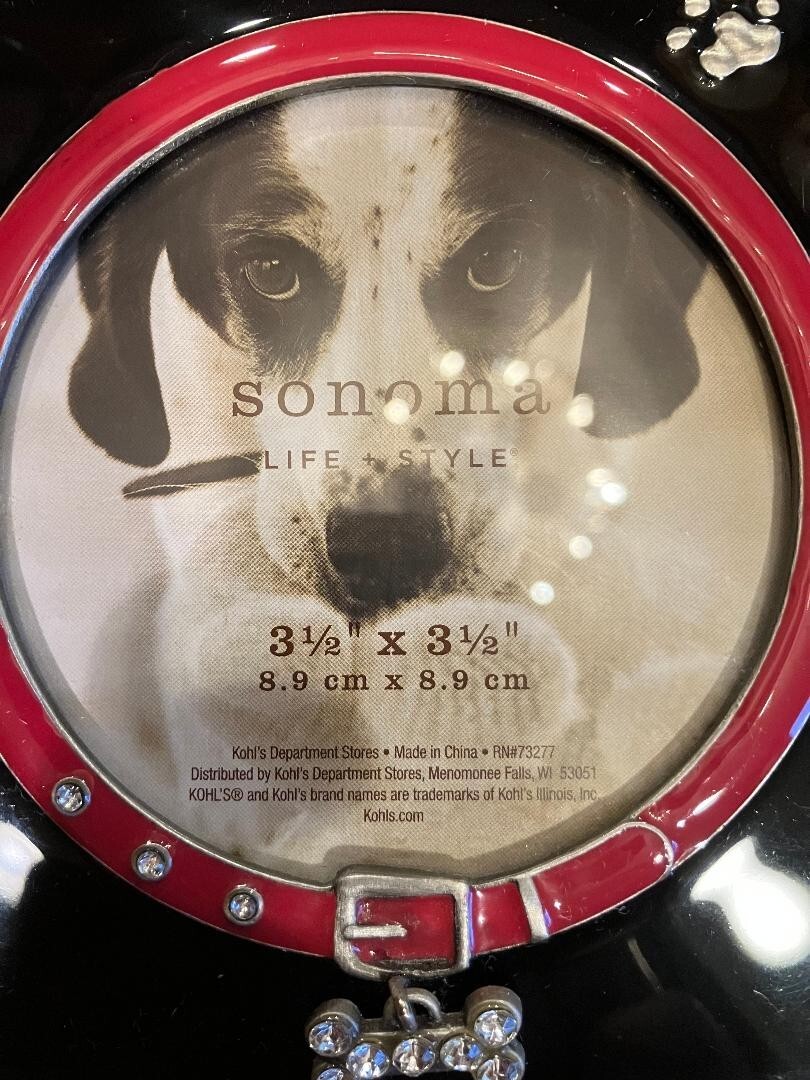 sonoma
LIFE + STYLE®
3½" x 3½"
8.9 cm x 8.9 cm
Kohl's Department Stores • Made in China • RN#73277
Distributed by Kohl's Department Stores, Menomonee Falls, WI 53051
KOHL'S® and Kohl's brand names are trademarks of Kohl's Illinois, Inc.
Kohls.com